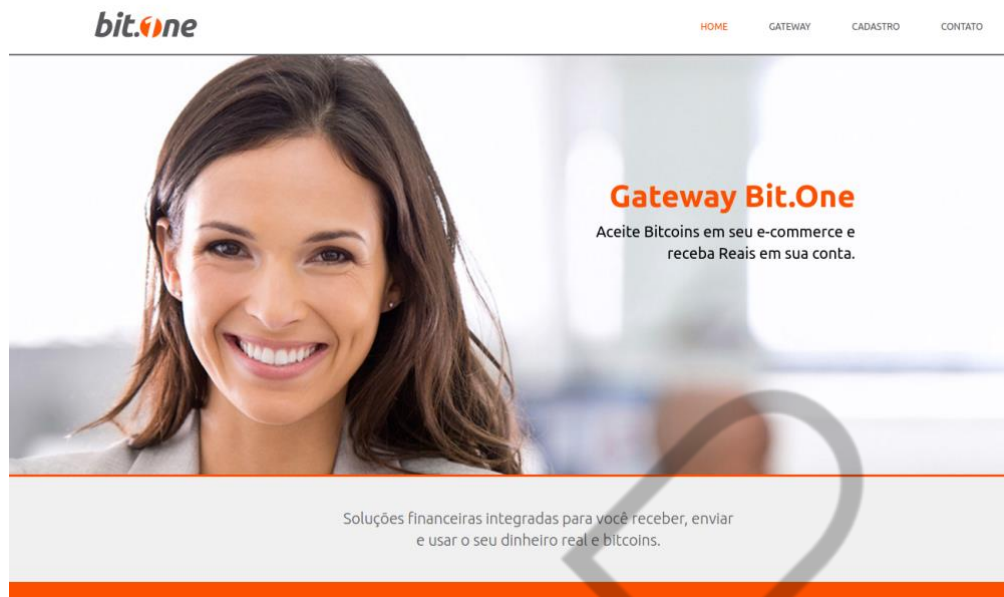 bit.one
HOME GATEWAY CADASTRO CONTATO
Gateway Bit.One
Aceite Bitcoins em seu e-commerce e
receba Reais em sua conta.
Soluções financeiras integradas para você receber, enviar
e usar o seu dinheiro real e bitcoins.